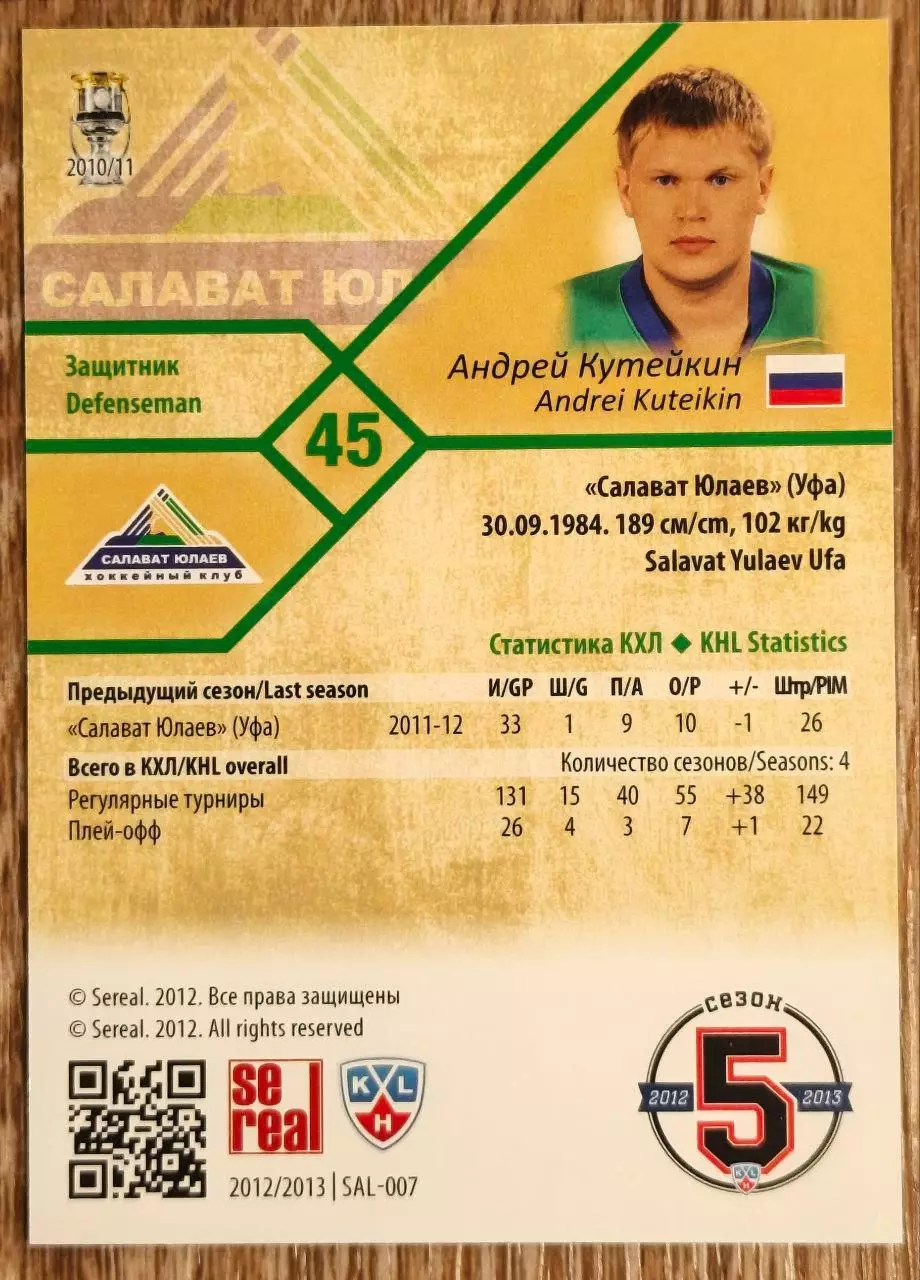 2010/11
САЛАВАТ ЮЛ
Защитник
Defenseman
45
Андрей Кутейкин
Andrei Kuteikin
САЛАВАТ ЮЛАЕВ
ХОККЕЙНЫЙ КЛУБ
«Салават Юлаев» (Уфа)
30.09.1984. 189 см/cm, 102 кг/kg
Salavat Yulaev Ufa
Статистика КХЛ ◆ KHL Statistics
Предыдущий сезон/Last season И/GP Ш/G П/A О/P +/- Штр/PIM
«Салават Юлаев» (Уфа) 2011-12 33 1 9 10 -1 26
Всего в КХЛ/KHL overall Количество сезонов/Seasons: 4
Регулярные турниры 131 15 40 55 +38 149
Плей-офф 26 4 3 7 +1 22
© Sereal. 2012. Все права защищены
© Sereal. 2012. All rights reserved
se
real
KHL
2012/2013 | SAL-007
СЕЗОН
2012 5 2013
KHL